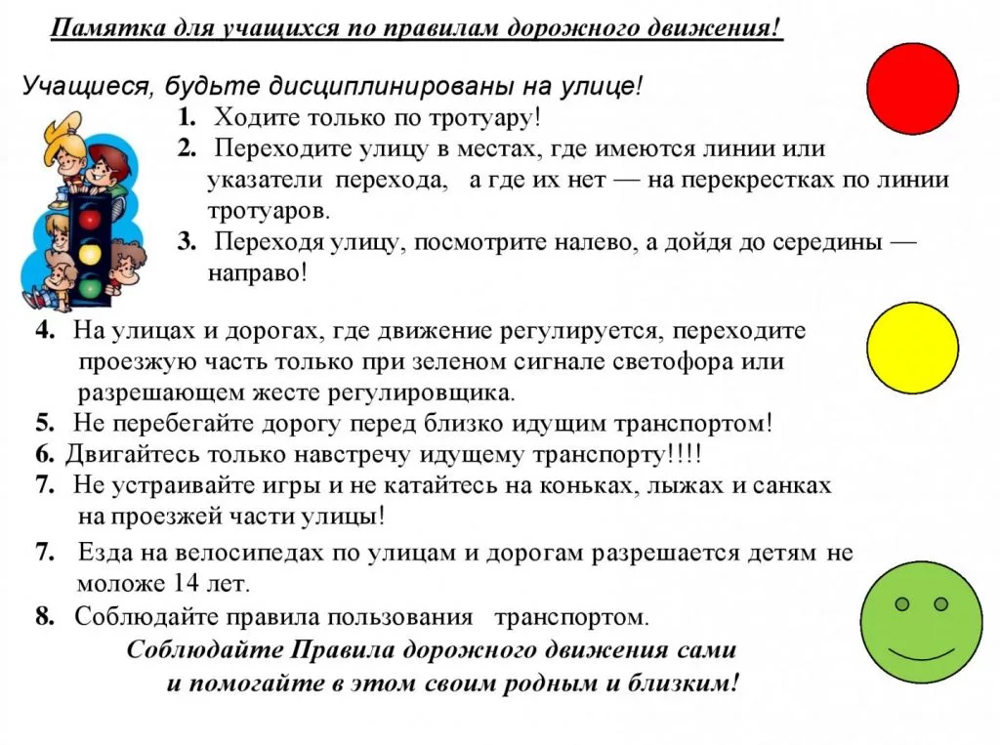 Памятка для учащихся по правилам дорожного движения!
Учащиеся, будьте дисциплинированы на улице!
1. Ходите только по тротуару!
2. Переходите улицу в местах, где имеются линии или
указатели перехода, а где их нет — на перекрестках по линии
тротуаров.
3. Переходя улицу, посмотрите налево, а дойдя до середины —
направо!
4. На улицах и дорогах, где движение регулируется, переходите
проезжую часть только при зеленом сигнале светофора или
разрешающем жесте регулировщика.
5. Не перебегайте дорогу перед близко идущим транспортом!
6. Двигайтесь только навстречу идущему транспорту!!!!
7. Не устраивайте игры и не катайтесь на коньках, лыжах и санках
на проезжей части улицы!
7. Езда на велосипедах по улицам и дорогам разрешается детям не
моложе 14 лет.
8. Соблюдайте правила пользования транспортом.
Соблюдайте Правила дорожного движения сами
и помогайте в этом своим родным и близким!